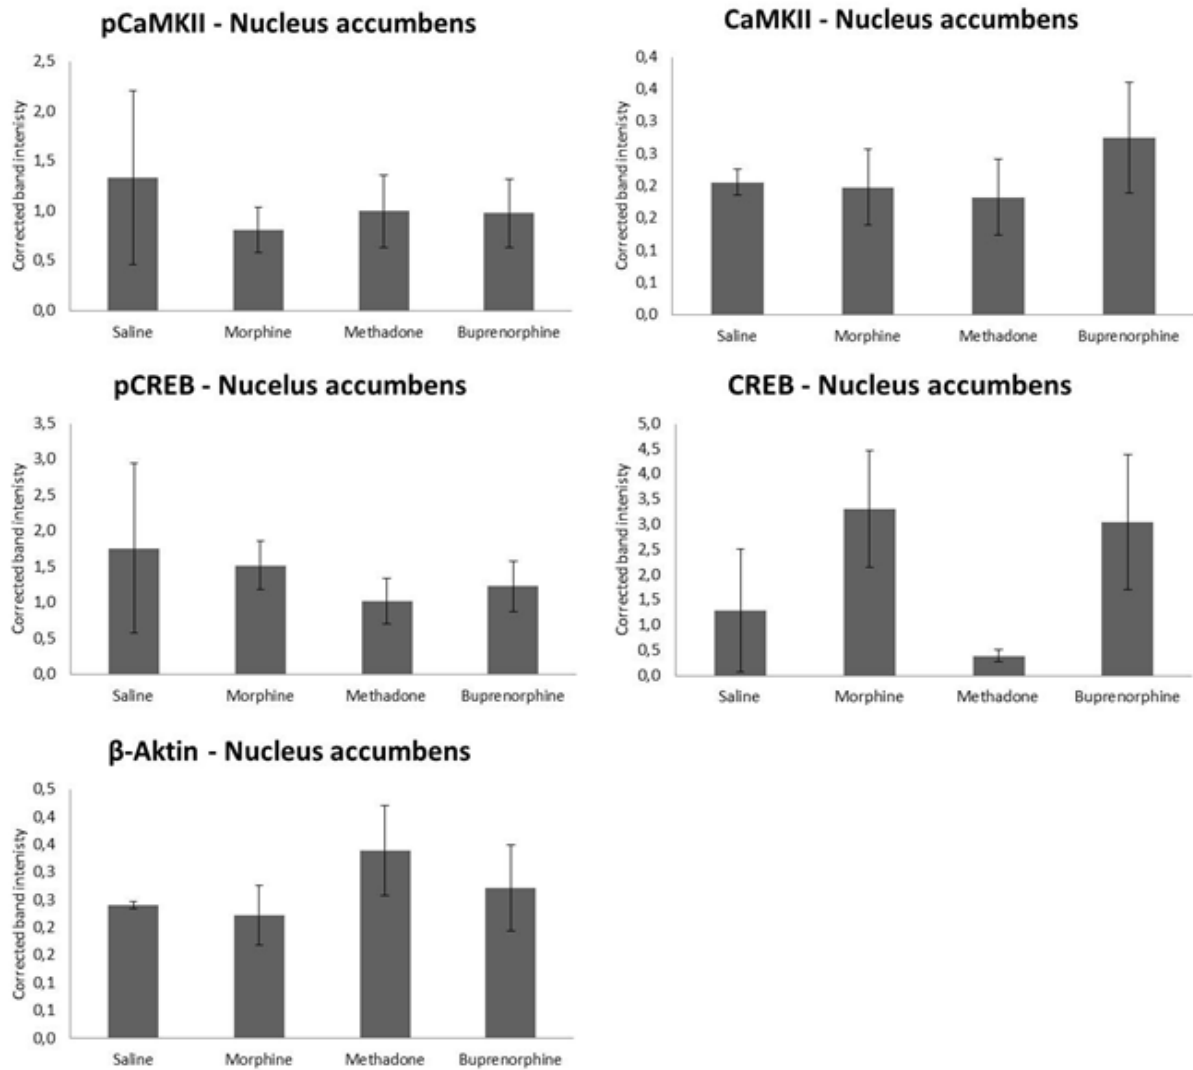 pCaMKII - Nucleus accumbens
Corrected band intenisty
2,5
2,0
1,5
1,0
0,5
0,0
Saline
Morphine
Methadone
Buprenorphine
CaMKII - Nucleus accumbens
Corrected band intenisty
0,4
0,4
0,3
0,3
0,2
0,2
0,1
0,1
0,0
Saline
Morphine
Methadone
Buprenorphine
pCREB - Nucelus accumbens
Corrected band intenisty
3,5
3,0
2,5
2,0
1,5
1,0
0,5
0,0
Saline
Morphine
Methadone
Buprenorphine
CREB - Nucleus accumbens
Corrected band intenisty
5,0
4,5
4,0
3,5
3,0
2,5
2,0
1,5
1,0
0,5
0,0
Saline
Morphine
Methadone
Buprenorphine
β-Aktin - Nucleus accumbens
Corrected band intenisty
0,5
0,4
0,4
0,3
0,3
0,2
0,2
0,1
0,1
0,0
Saline
Morphine
Methadone
Buprenorphine